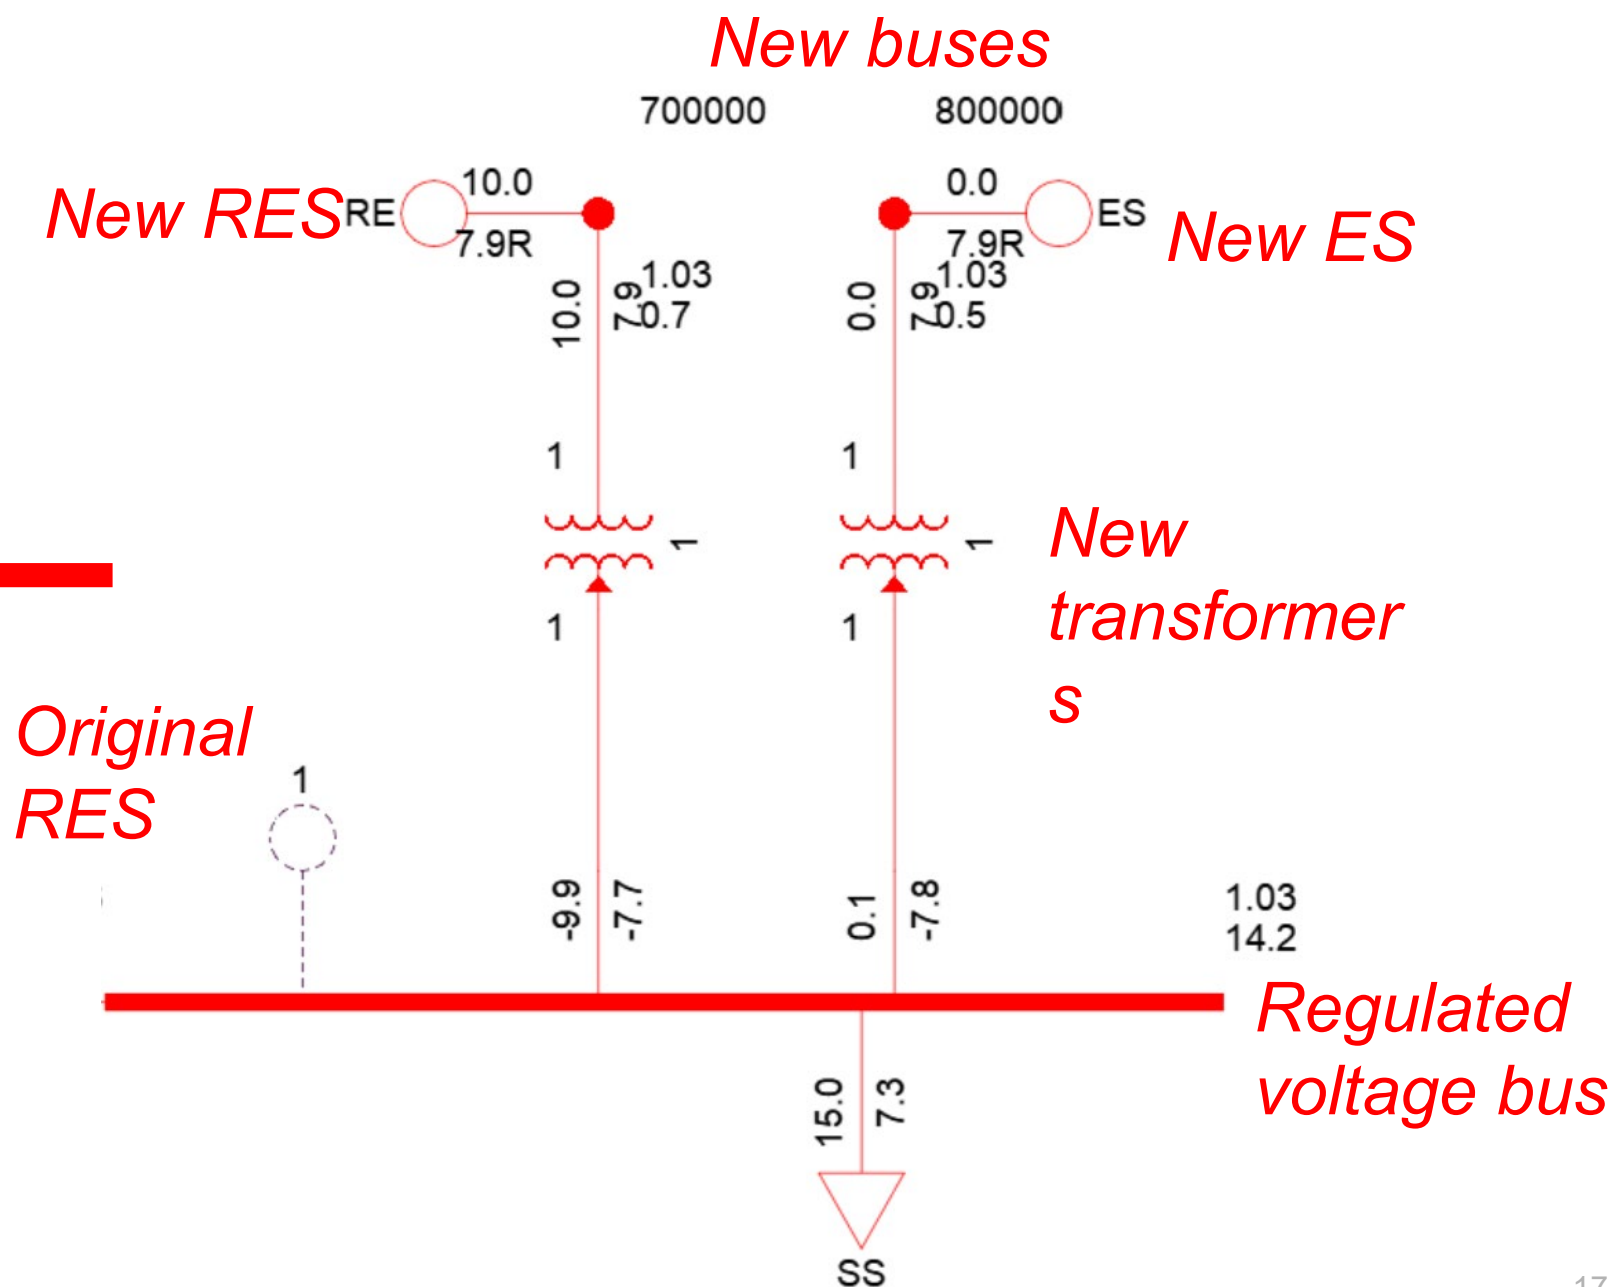 New buses
700000 800000
10.0 0.0
New RES RE ES New ES
7.9R 7.9R
10.0 7.9 1.03 0.0 7.9 1.03
0.7 0.5
1 1
New
1 1
transformer
1 1
s
Original
1
RES
-9.9 -7.7 0.1 -7.8 1.03
14.2
Regulated
15.0 7.3 voltage bus
SS
17